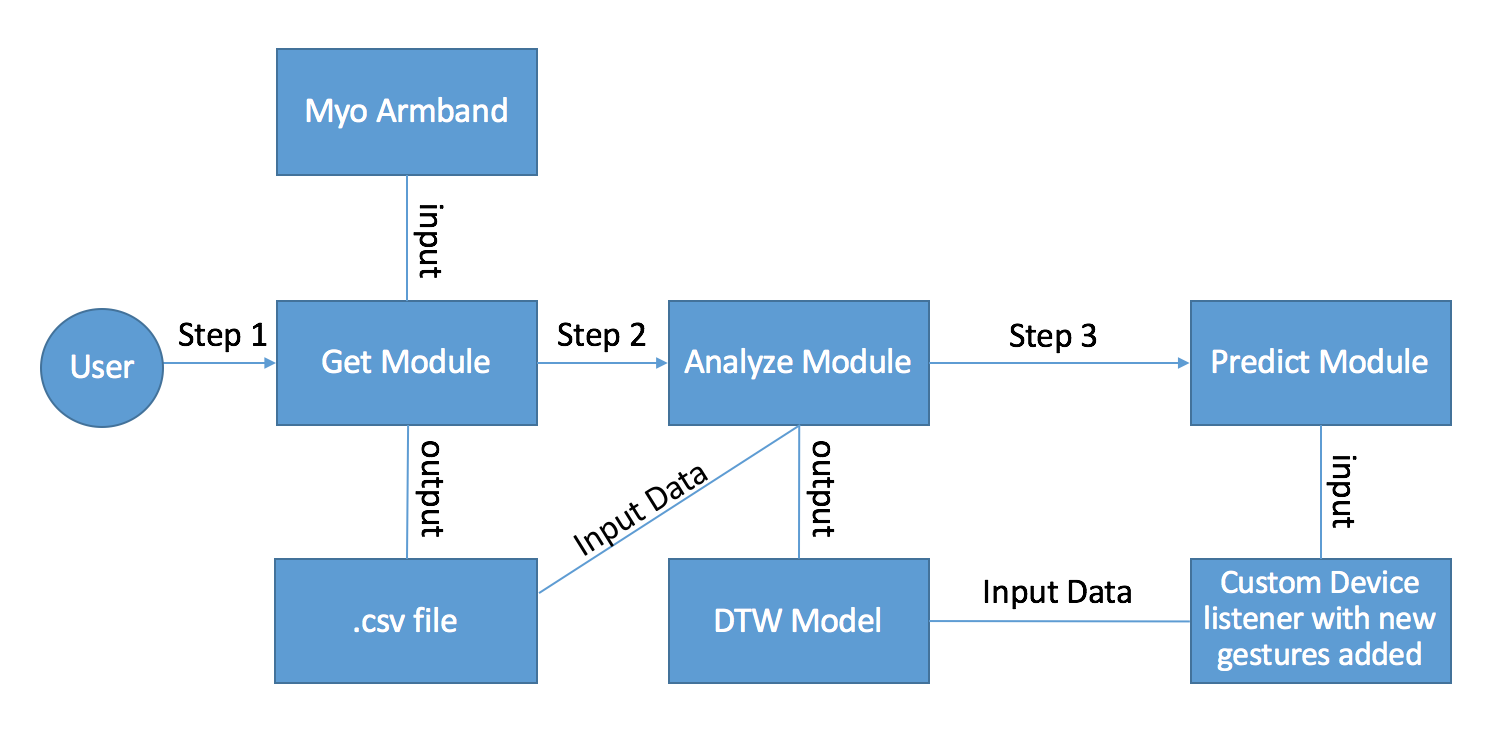 Myo Armband
input
User
Step 1
Get Module
Step 2
Analyze Module
Step 3
Predict Module
output
Input Data
output
input
.csv file
DTW Model
Input Data
Custom Device
listener with new
gestures added